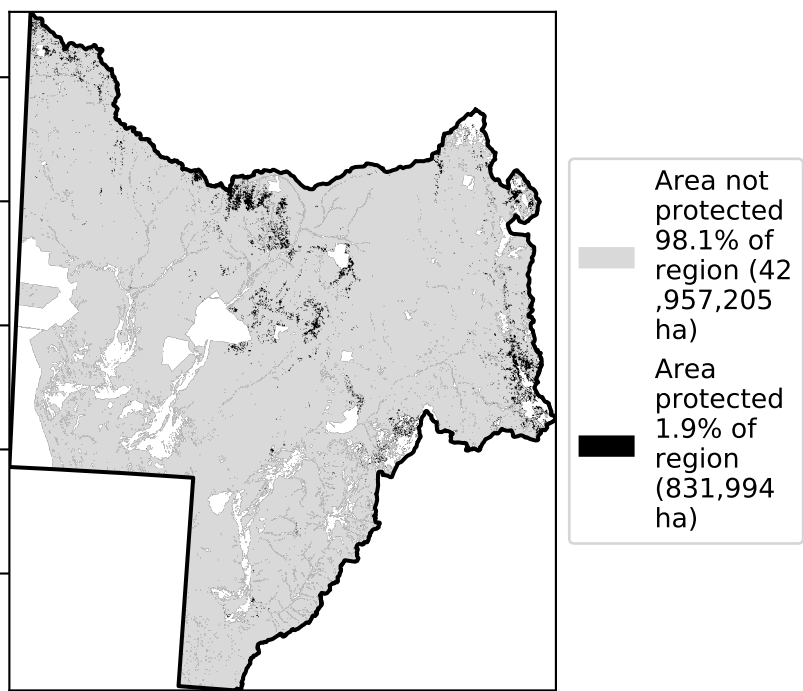 Area not
protected
98.1% of
region (42
,957,205
ha)
Area
protected
1.9% of
region
(831,994
ha)